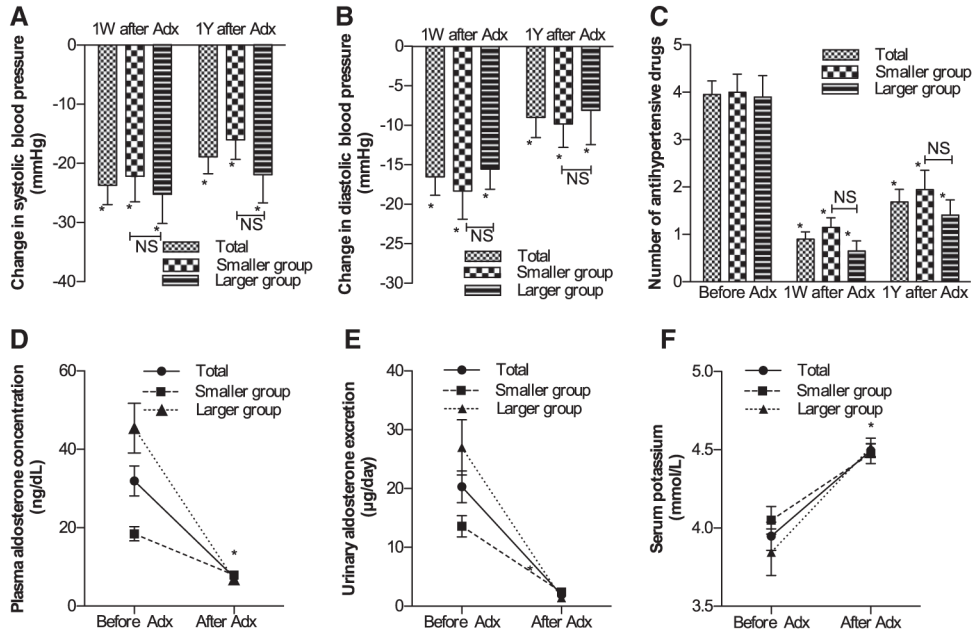 A
1W after Adx 1Y after Adx
Change in systolic blood pressure
(mmHg)
0
-10
-20
-30
-40
*
*
*
*
*
*
NS
NS
Total
Smaller group
Larger group
B
1W after Adx 1Y after Adx
Change in diastolic blood pressure
(mmHg)
0
-5
-10
-15
-20
-25
-30
*
*
*
*
*
*
NS
NS
Total
Smaller group
Larger group
C
Number of antihypertensive drugs
5
4
3
2
1
0
Total
Smaller group
Larger group
*
*
*
NS
*
*
*
NS
Before Adx 1W after Adx 1Y after Adx
D
Plasma aldosterone concentration
(ng/dL)
60
40
20
0
Total
Smaller group
Larger group
*
Before Adx After Adx
E
Urinary aldosterone excretion
(μg/day)
40
30
20
10
0
Total
Smaller group
Larger group
*
Before Adx After Adx
F
Serum potassium
(mmol/L)
5.0
4.5
4.0
3.5
Total
Smaller group
Larger group
*
Before Adx After Adx